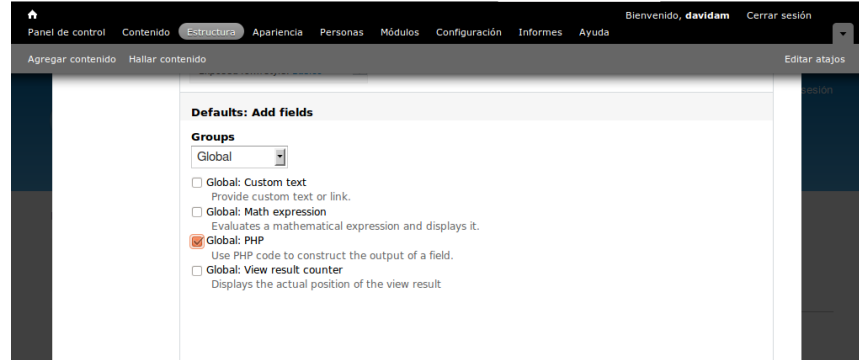 Bienvenido, davidam Cerrar sesión
Panel de control Contenido Estructura Apariencia Personas Módulos Configuración Informes Ayuda
Agregar contenido Hallar contenido Editar atajos
sesión
Defaults: Add fields
Groups
Global
Global: Custom text
Provide custom text or link.
Global: Math expression
Evaluates a mathematical expression and displays it.
Global: PHP
Use PHP code to construct the output of a field.
Global: View result counter
Displays the actual position of the view result